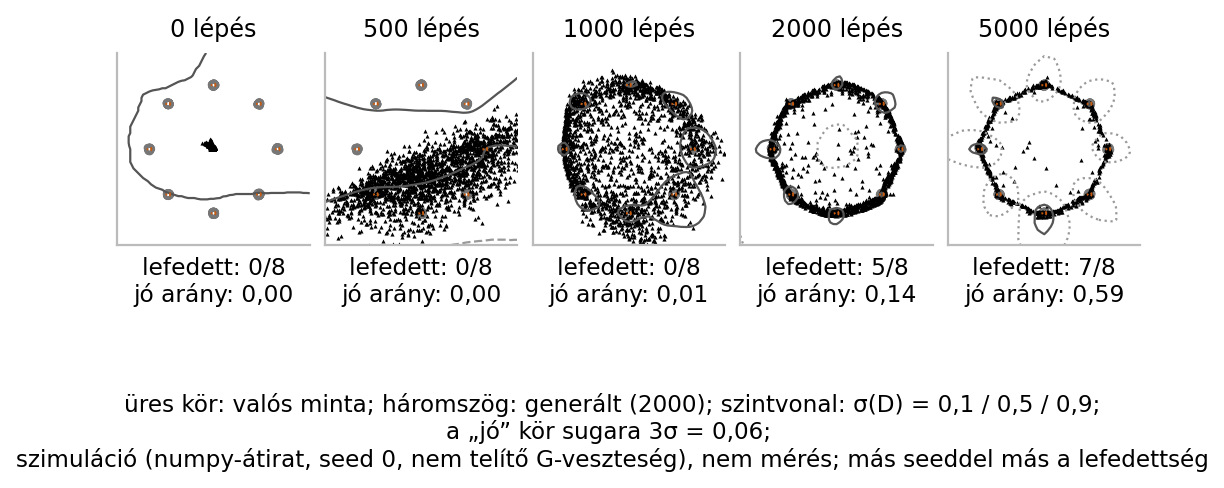 0 lépés
500 lépés
1000 lépés
2000 lépés
5000 lépés
lefedett: 0/8
jó arány: 0,00
lefedett: 0/8
jó arány: 0,00
lefedett: 0/8
jó arány: 0,01
lefedett: 5/8
jó arány: 0,14
lefedett: 7/8
jó arány: 0,59
üres kör: valós minta; háromszög: generált (2000); szintvonal: σ(D) = 0,1 / 0,5 / 0,9;
a „jó” kör sugara 3σ = 0,06;
szimuláció (numpy-átirat, seed 0, nem telítő G-veszteség), nem mérés; más seeddel más a lefedettség